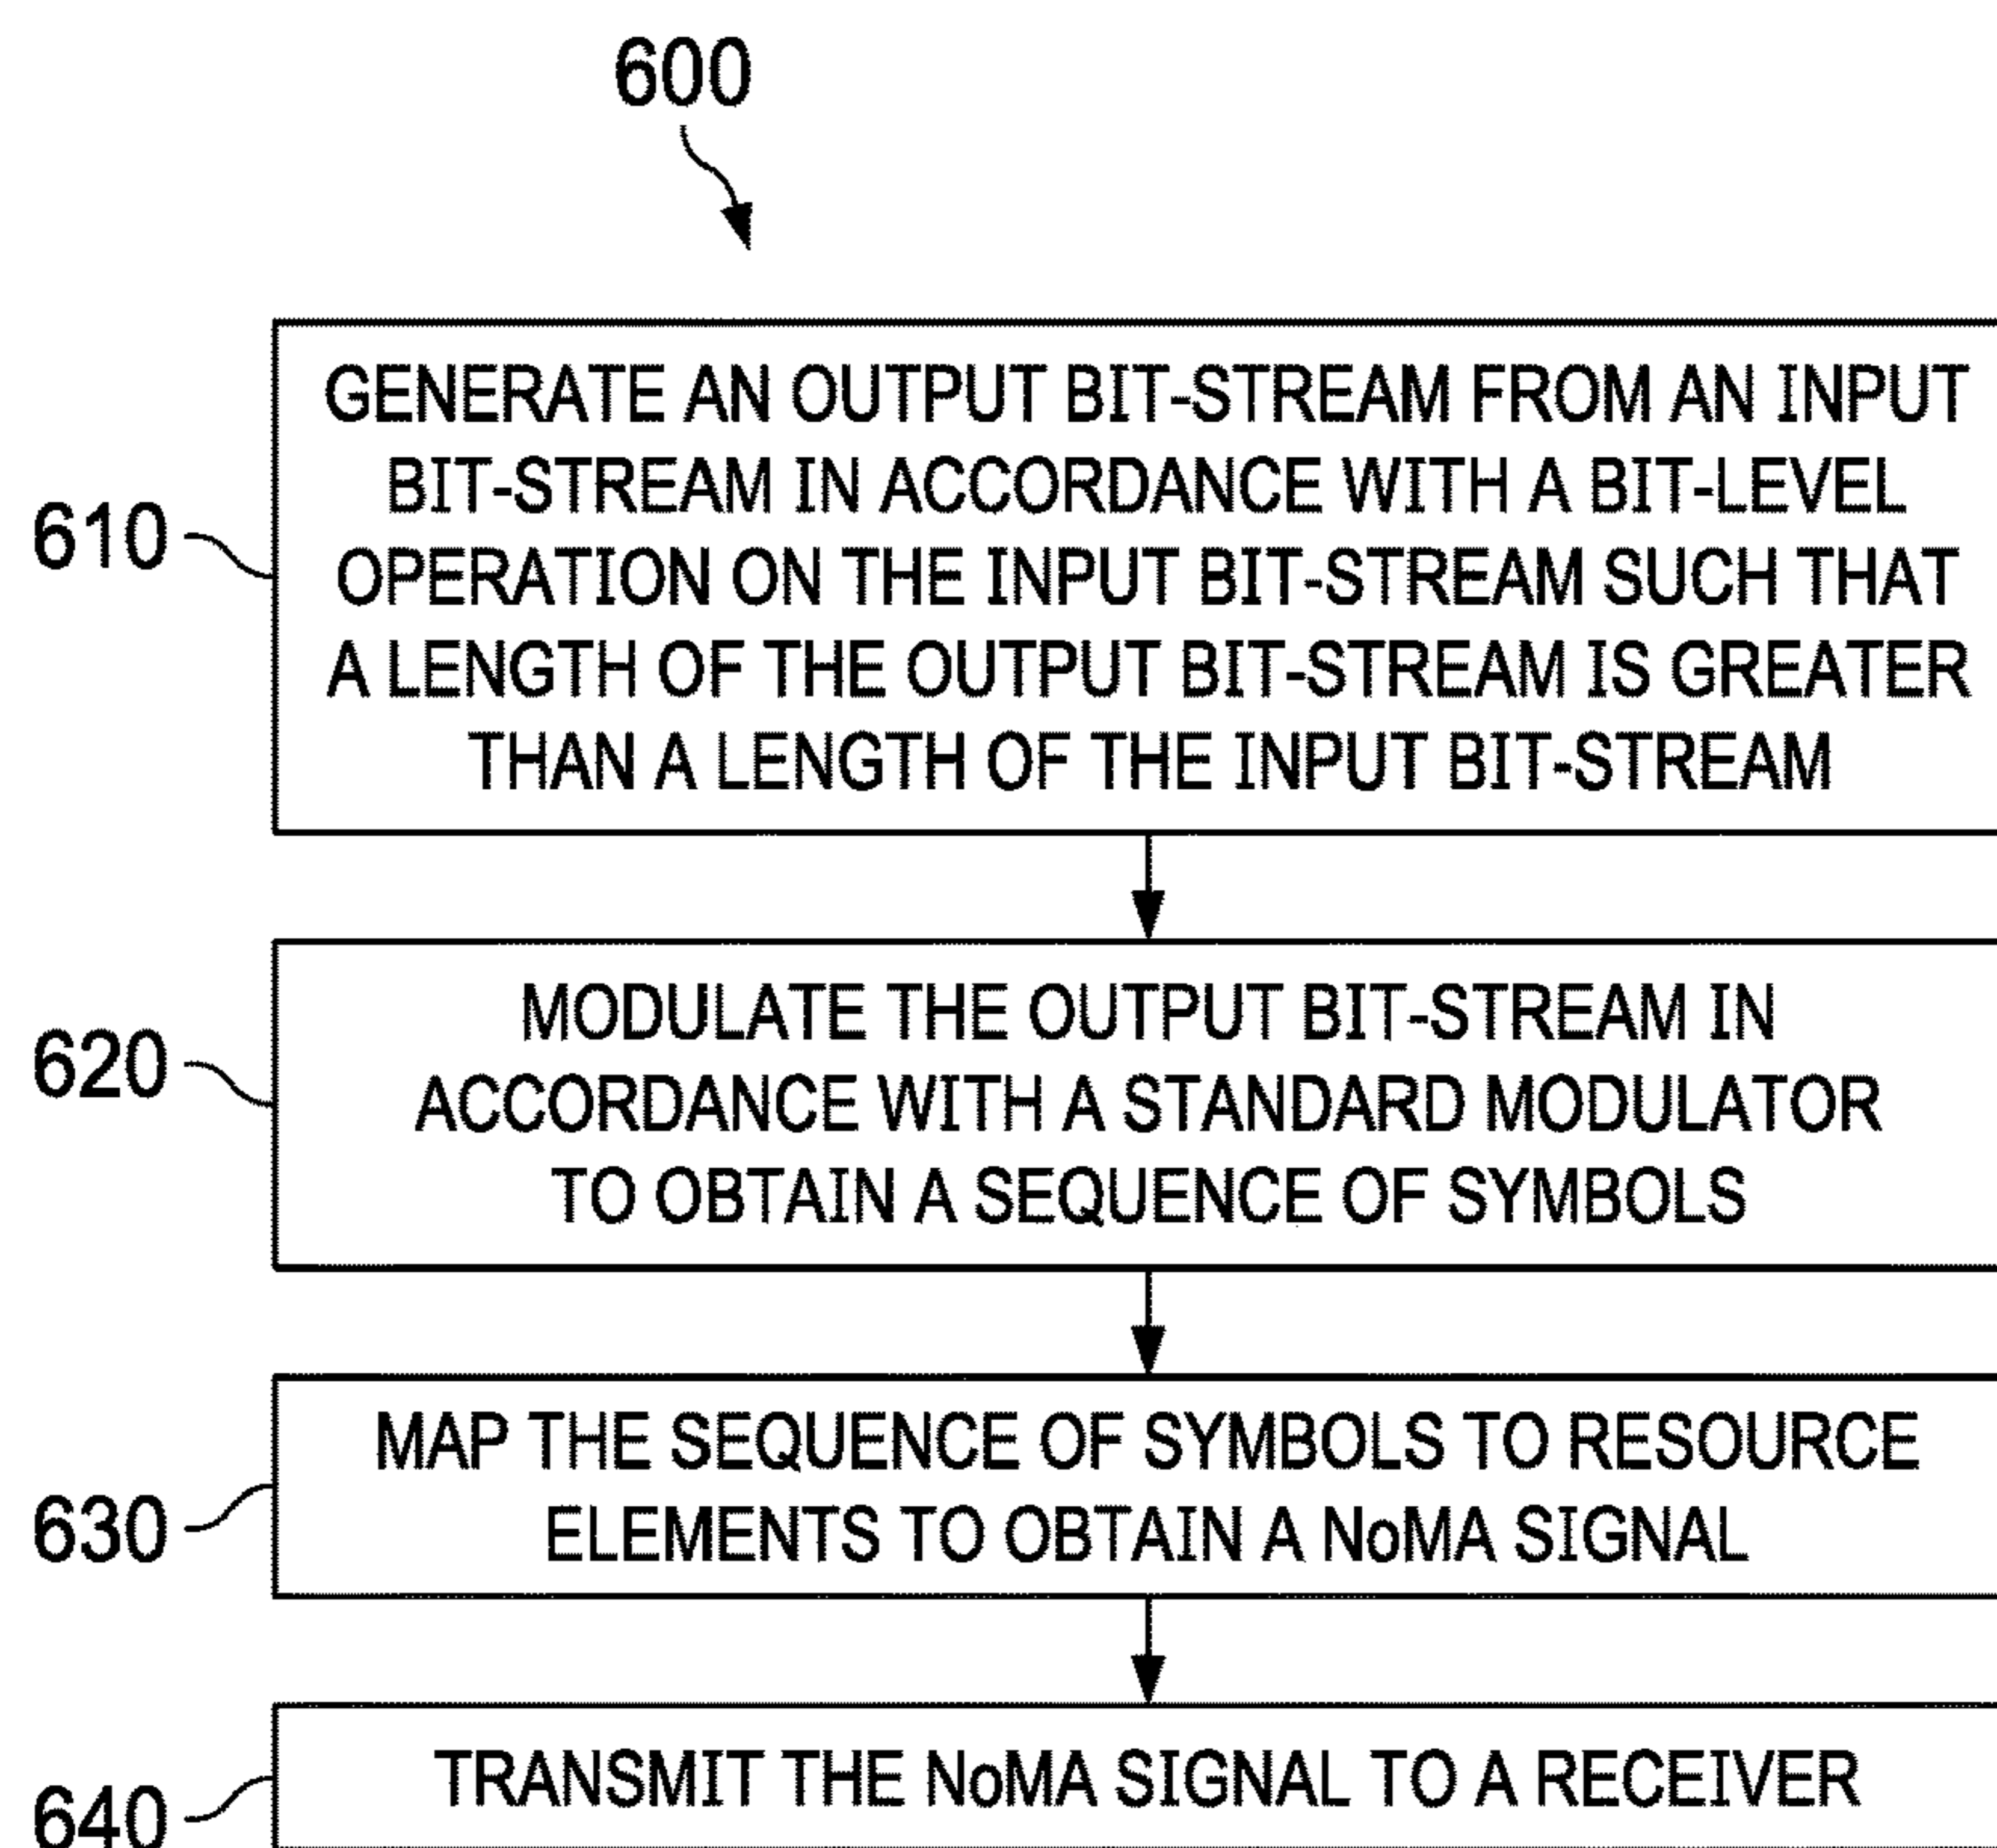 600
610
GENERATE AN OUTPUT BIT-STREAM FROM AN INPUT
BIT-STREAM IN ACCORDANCE WITH A BIT-LEVEL
OPERATION ON THE INPUT BIT-STREAM SUCH THAT
A LENGTH OF THE OUTPUT BIT-STREAM IS GREATER
THAN A LENGTH OF THE INPUT BIT-STREAM
620
MODULATE THE OUTPUT BIT-STREAM IN
ACCORDANCE WITH A STANDARD MODULATOR
TO OBTAIN A SEQUENCE OF SYMBOLS
630
MAP THE SEQUENCE OF SYMBOLS TO RESOURCE
ELEMENTS TO OBTAIN A NoMA SIGNAL
640
TRANSMIT THE NoMA SIGNAL TO A RECEIVER